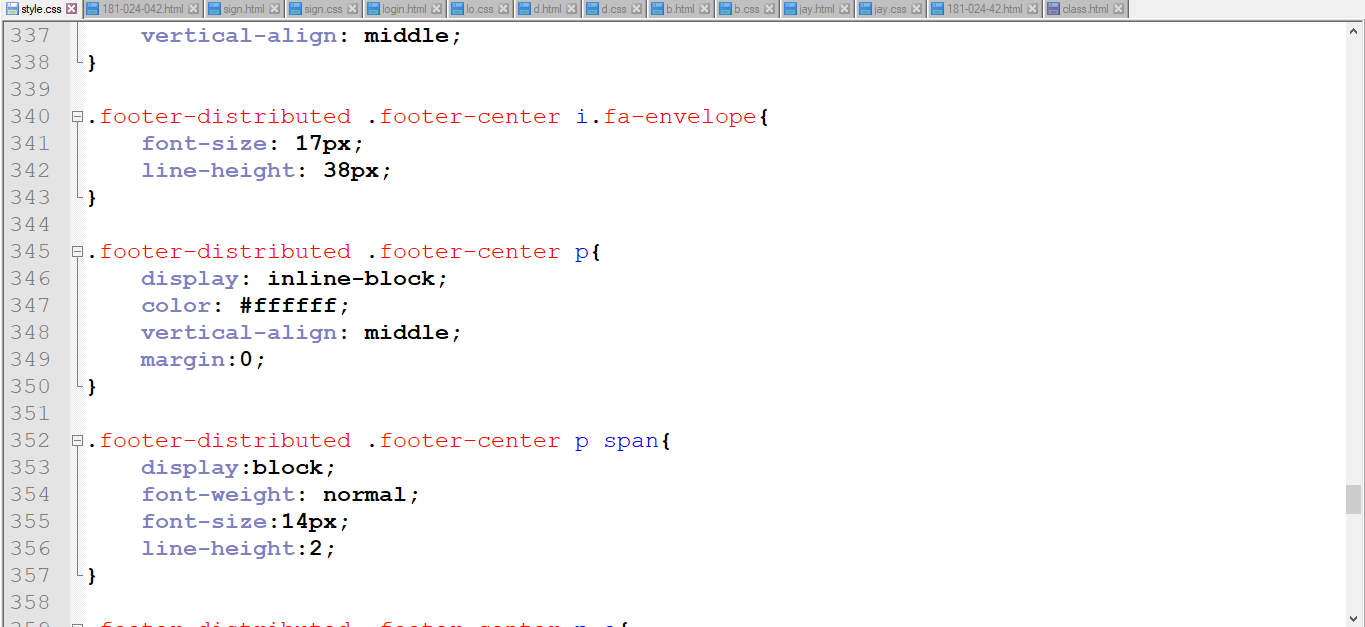 style.css 181-024-042.html sign.html sign.css login.html lo.css d.html d.css b.html b.css jay.html jay.css 181-024-42.html class.html
337 vertical-align: middle;
338 }
339
340 .footer-distributed .footer-center i.fa-envelope{
341 font-size: 17px;
342 line-height: 38px;
343 }
344
345 .footer-distributed .footer-center p{
346 display: inline-block;
347 color: #ffffff;
348 vertical-align: middle;
349 margin:0;
350 }
351
352 .footer-distributed .footer-center p span{
353 display:block;
354 font-weight: normal;
355 font-size:14px;
356 line-height:2;
357 }
358